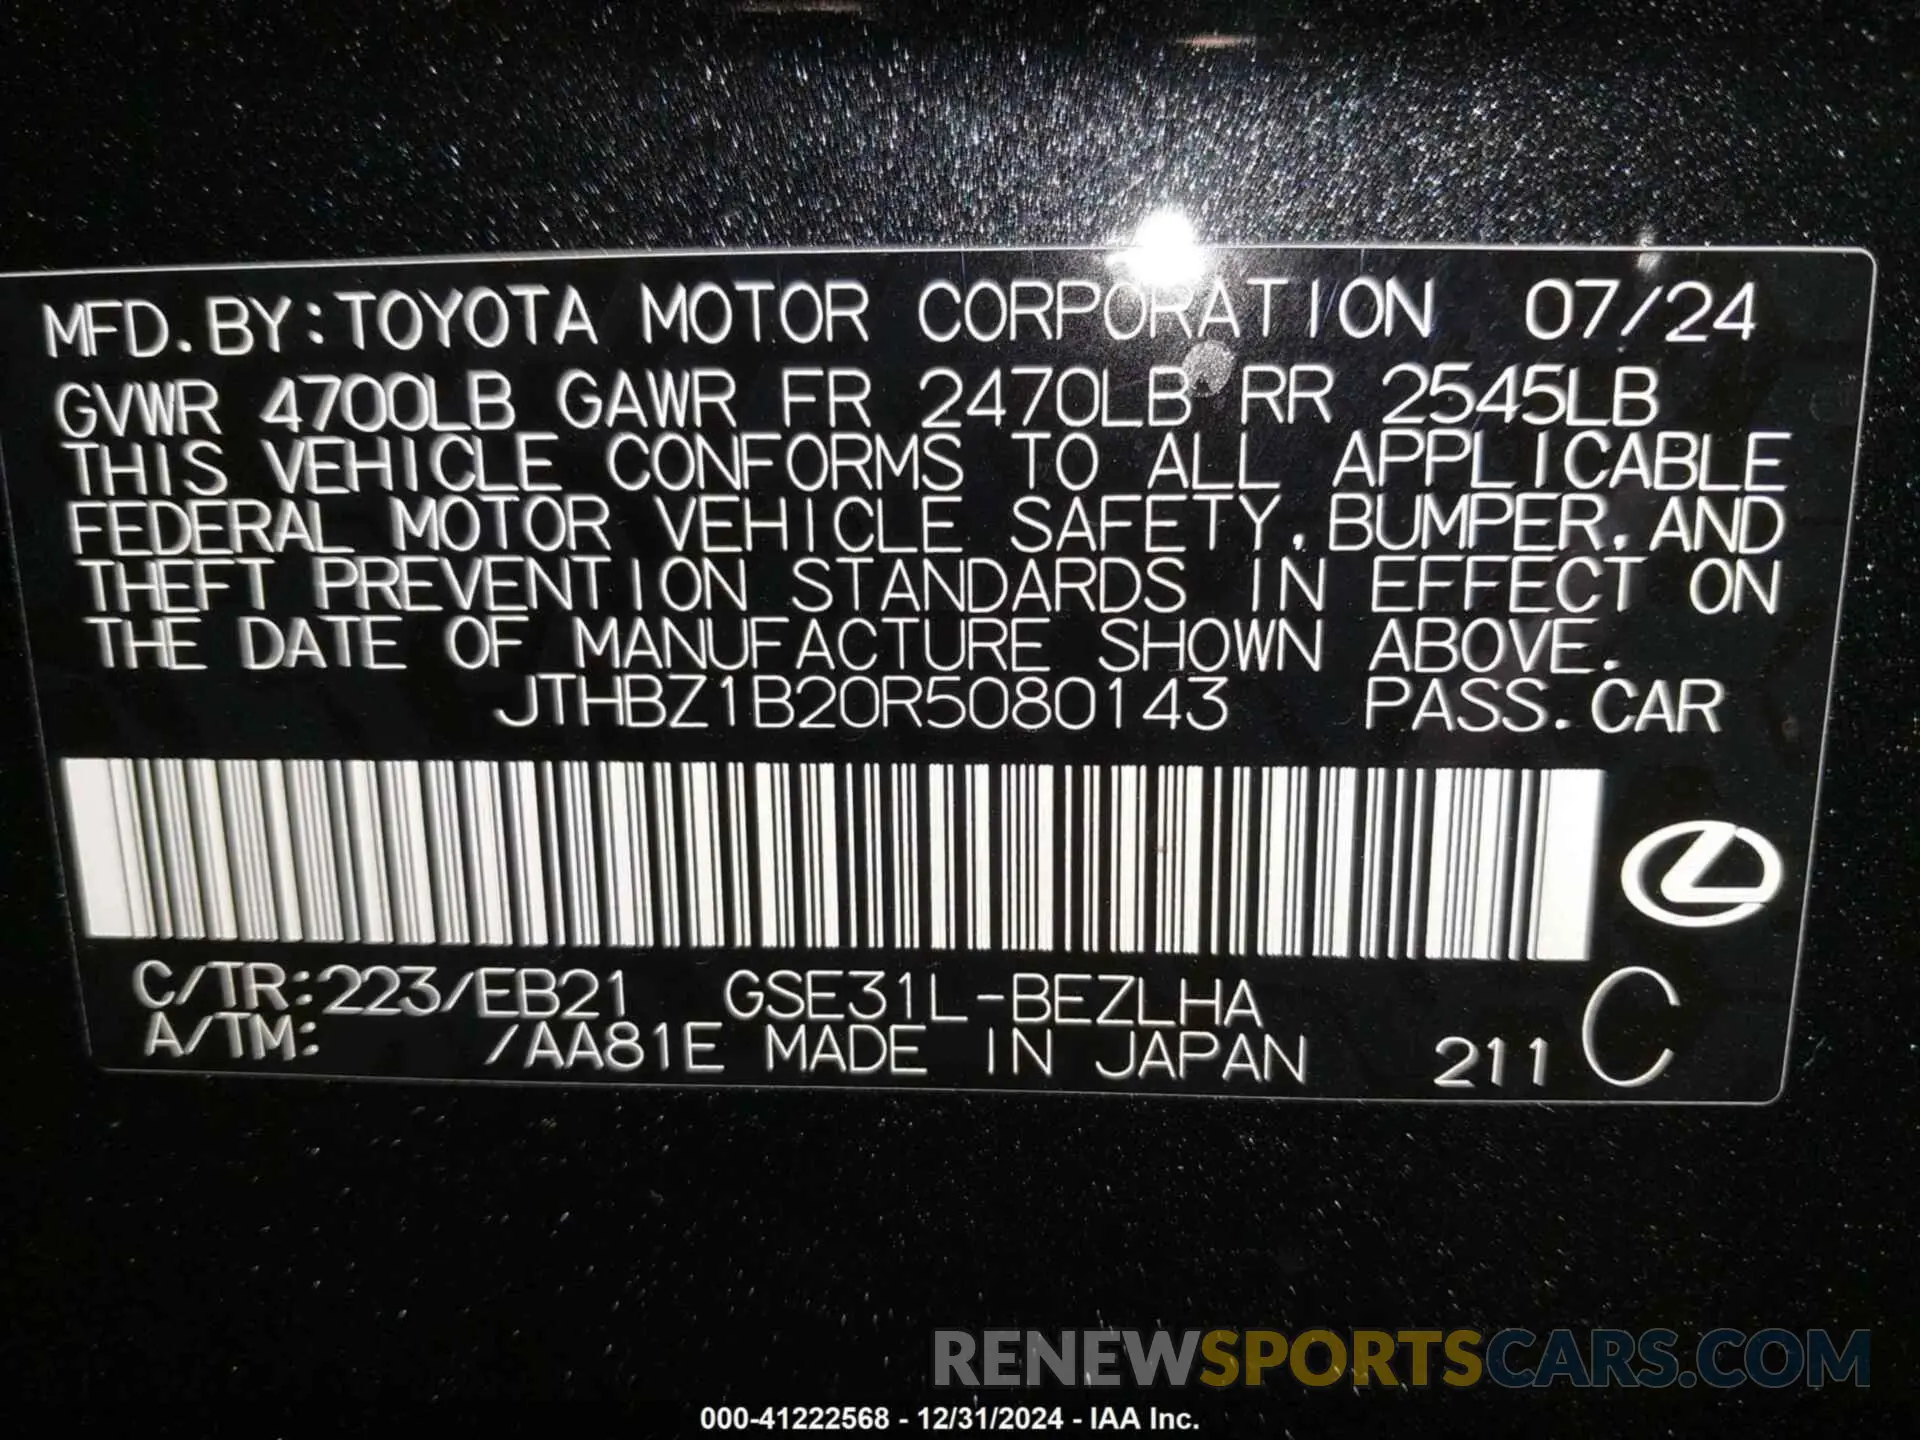 MFD. BY: TOYOTA MOTOR CORPORATION 07/24
GVWR 4700LB GAWR FR 2470LB RR 2545LB
THIS VEHICLE CONFORMS TO ALL APPLICABLE
FEDERAL MOTOR VEHICLE SAFETY, BUMPER, AND
THEFT PREVENTION STANDARDS IN EFFECT ON
THE DATE OF MANUFACTURE SHOWN ABOVE.
JTHBZ1B20R5080143 PASS. CAR
C/TR: 223/EB21 GSE31L-BEZLHA
A/TM: /AA81E MADE IN JAPAN 211 C
RENEWSPORTSCARS.COM
000-41222568 - 12/31/2024 - IAA Inc.